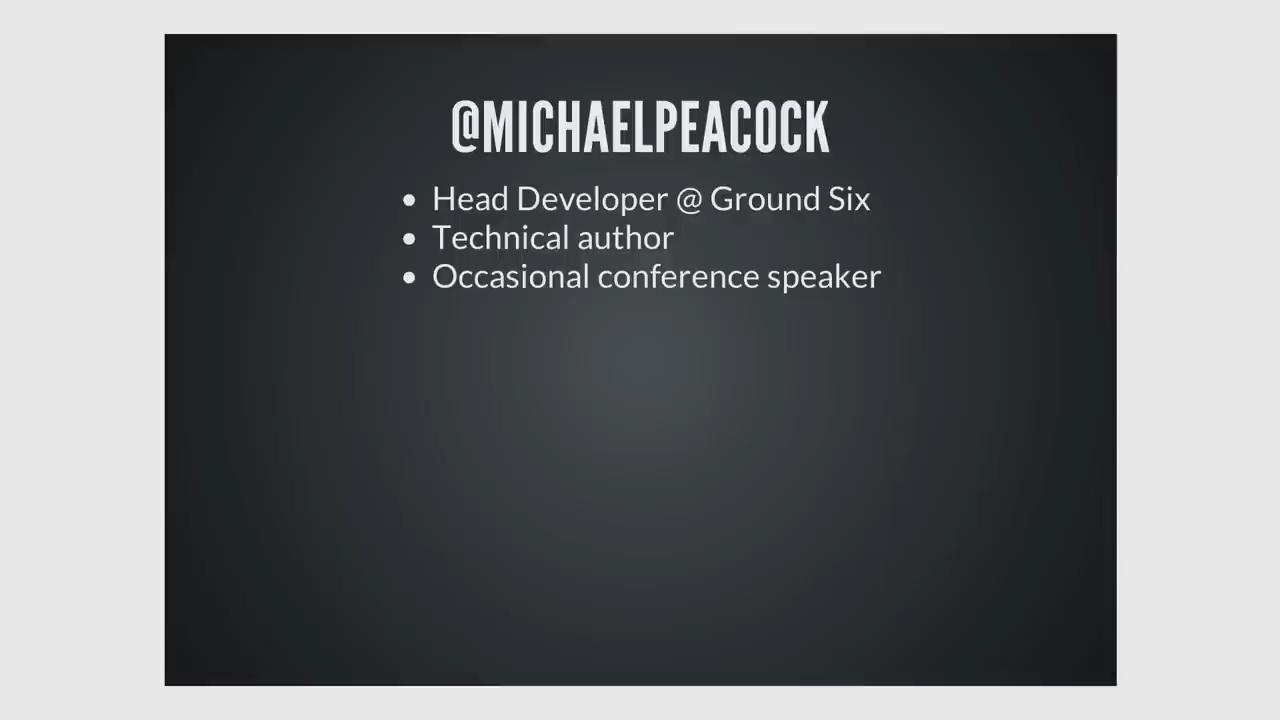 @MICHAELPEACOCK
• Head Developer @ Ground Six
• Technical author
• Occasional conference speaker